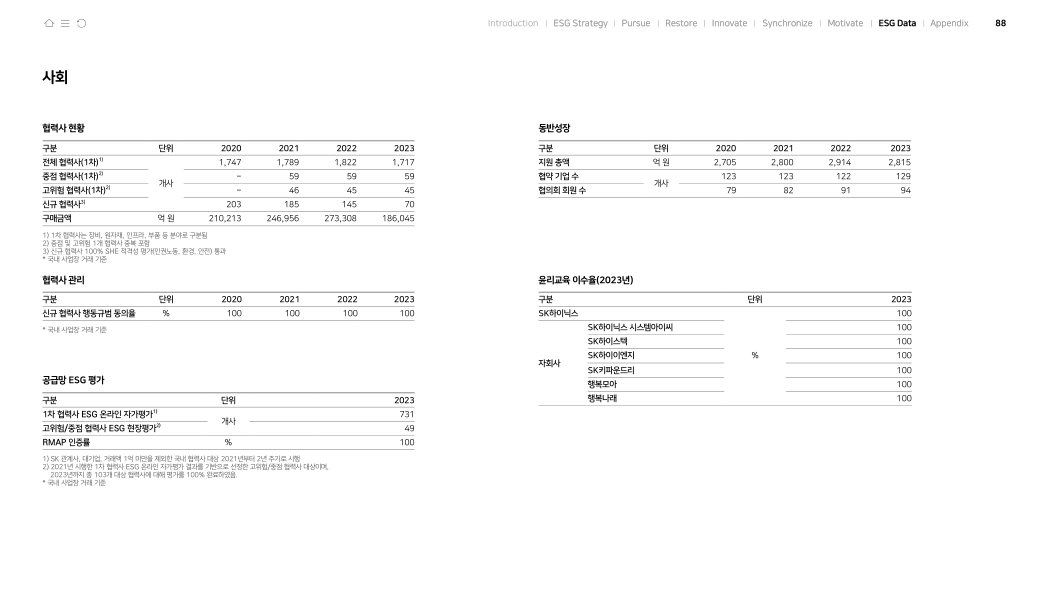 Introduction | ESG Strategy | Pursue | Restore | Innovate | Synchronize | Motivate | ESG Data | Appendix 88
사회
협력사 현황
구분 단위 2020 2021 2022 2023
전체 협력사(1차)1) 1,747 1,789 1,822 1,717
중점 협력사(1차)2) 개사 – 59 59 59
고위험 협력사(1차)2) – 46 45 45
신규 협력사3) 203 185 145 70
구매금액 억 원 210,213 246,956 273,308 186,045
1) 1차 협력사는 장비, 원자재, 인프라, 부품 등 분야로 구분됨
2) 중점 및 고위험 1개 협력사 중복 포함
3) 신규 협력사 100% SHE 적격성 평가(인권노동, 환경, 안전) 통과
* 국내 사업장 거래 기준
협력사 관리
구분 단위 2020 2021 2022 2023
신규 협력사 행동규범 동의율 % 100 100 100 100
* 국내 사업장 거래 기준
공급망 ESG 평가
구분 단위 2023
1차 협력사 ESG 온라인 자가평가1) 개사 731
고위험/중점 협력사 ESG 현장평가2) 49
RMAP 인증률 % 100
1) SK 관계사, 대기업, 거래액 1억 미만을 제외한 국내 협력사 대상 2021년부터 2년 주기로 시행
2) 2021년 시행한 1차 협력사 ESG 온라인 자가평가 결과를 기반으로 선정한 고위험/중점 협력사 대상이며,
2023년까지 총 103개 대상 협력사에 대해 평가를 100% 완료하였음.
* 국내 사업장 거래 기준
동반성장
구분 단위 2020 2021 2022 2023
지원 총액 억 원 2,705 2,800 2,914 2,815
협약 기업 수 개사 123 123 122 129
협의회 회원 수 79 82 91 94
윤리교육 이수율(2023년)
구분 단위 2023
SK하이닉스 100
자회사 SK하이닉스 시스템아이씨 100
SK하이스텍 100
SK하이이엔지 % 100
SK키파운드리 100
행복모아 100
행복나래 100